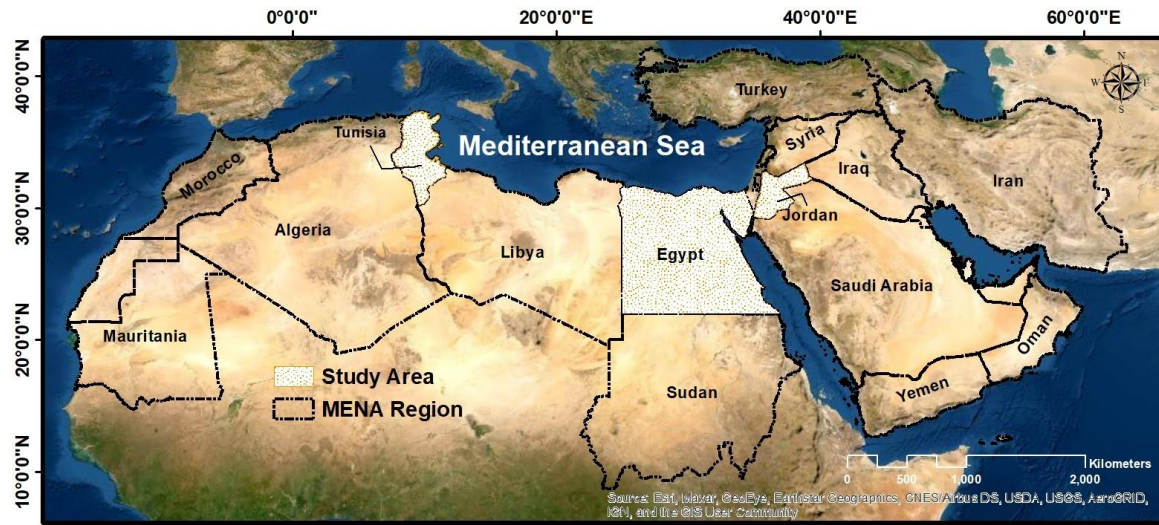 0°0'0"
20°0'0"N
40°0'0"N
60°0'0"N
40°0'0"N
30°0'0"N
20°0'0"N
10°0'0"N
N
W
E
S
Turkey
Tunisia
Mediterranean Sea
Syria
Morocco
Iraq
Iran
Jordan
Algeria
Libya
Egypt
Saudi Arabia
Mauritania
Oman
Study Area
Sudan
Yemen
MENA Region
Kilometers
0 500 1,000 2,000
Source: Esri, Maxar, GeoEye, Earthstar Geographics, CNES/Airbus DS, USDA, USGS, AeroGRID,
IGN, and the GIS User Community